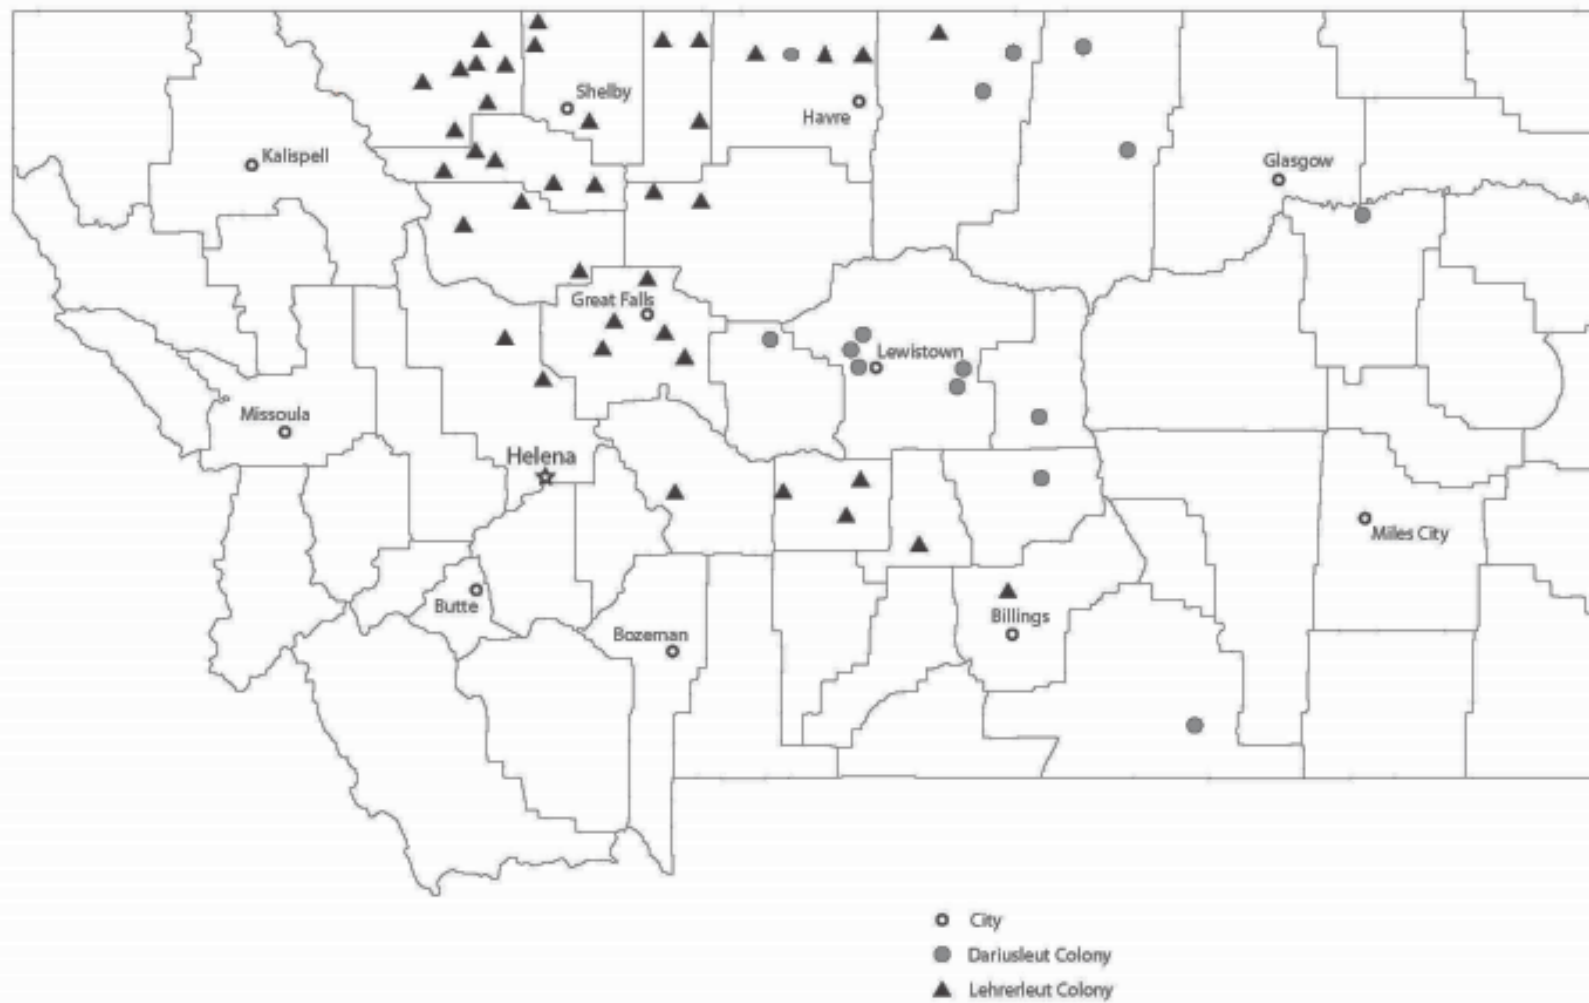 Shelby
Havre
Kalispell
Glasgow
Great Falls
Lewistown
Missoula
Helena
Miles City
Butte
Billings
Bozeman
City
Dariusleut Colony
Lehrerleut Colony